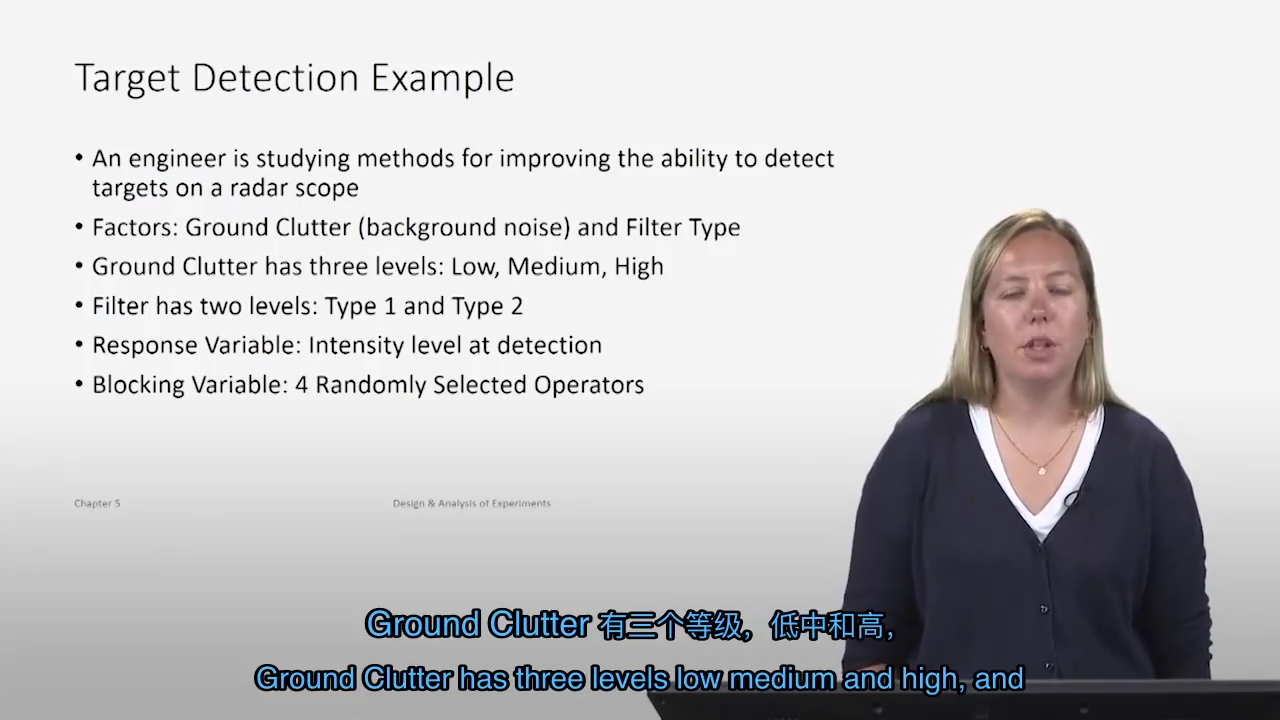 Target Detection Example
• An engineer is studying methods for improving the ability to detect
targets on a radar scope
• Factors: Ground Clutter (background noise) and Filter Type
• Ground Clutter has three levels: Low, Medium, High
• Filter has two levels: Type 1 and Type 2
• Response Variable: Intensity level at detection
• Blocking Variable: 4 Randomly Selected Operators
Chapter 5
Design & Analysis of Experiments
Ground Clutter 有三个等级，低中和高，
Ground Clutter has three levels low medium and high, and